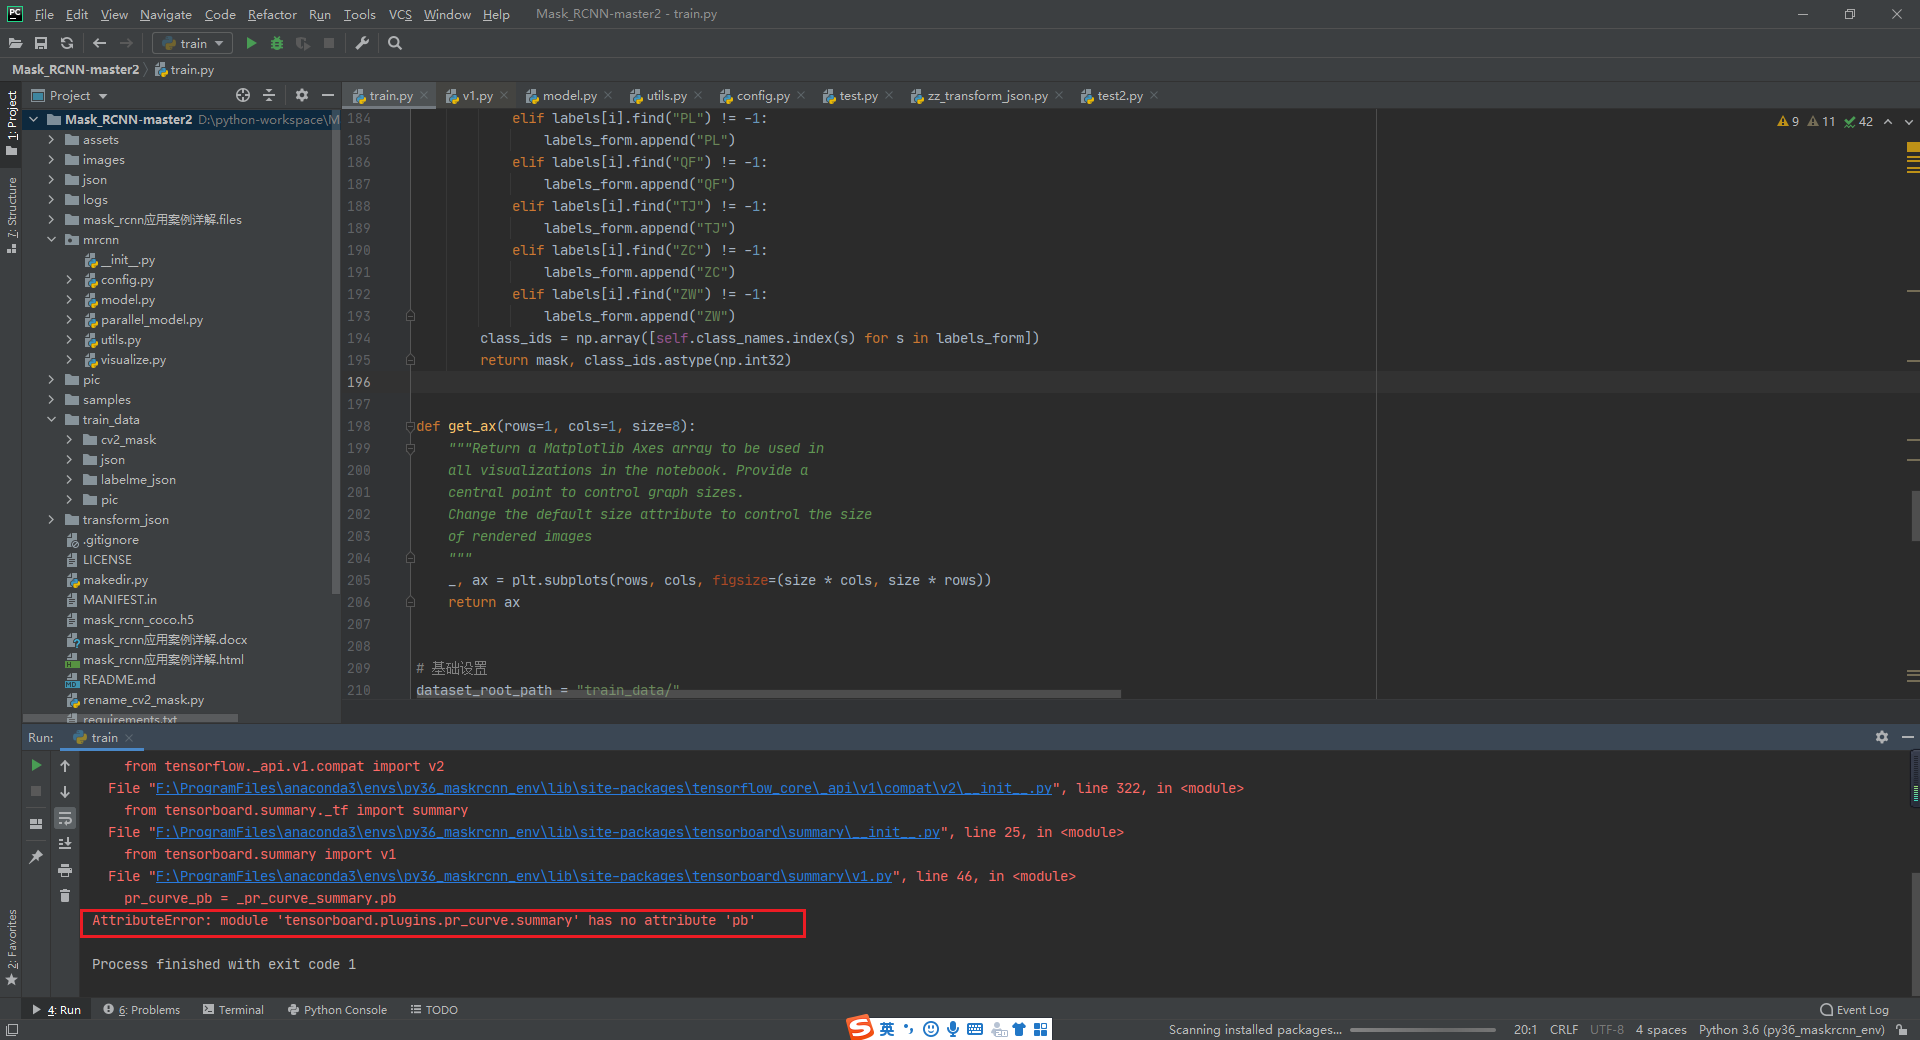 File Edit View Navigate Code Refactor Run Tools VCS Window Help Mask_RCNN-master2 - train.py
train
Mask_RCNN-master2 train.py
Project
train.py v1.py model.py utils.py config.py test.py zz_transform_json.py test2.py
1: Project
7: Structure
2: Favorites
Mask_RCNN-master2 D:\python-workspace\M
assets
images
json
logs
mask_rcnn应用案例详解.files
mrcnn
__init__.py
config.py
model.py
parallel_model.py
utils.py
visualize.py
pic
samples
train_data
cv2_mask
json
labelme_json
pic
transform_json
.gitignore
LICENSE
makedir.py
MANIFEST.in
mask_rcnn_coco.h5
mask_rcnn应用案例详解.docx
mask_rcnn应用案例详解.html
README.md
rename_cv2_mask.py
requirements.txt
9 11 42
184 elif labels[i].find("PL") != -1:
185 labels_form.append("PL")
186 elif labels[i].find("QF") != -1:
187 labels_form.append("QF")
188 elif labels[i].find("TJ") != -1:
189 labels_form.append("TJ")
190 elif labels[i].find("ZC") != -1:
191 labels_form.append("ZC")
192 elif labels[i].find("ZW") != -1:
193 labels_form.append("ZW")
194 class_ids = np.array([self.class_names.index(s) for s in labels_form])
195 return mask, class_ids.astype(np.int32)
196
197
198 def get_ax(rows=1, cols=1, size=8):
199 """Return a Matplotlib Axes array to be used in
200 all visualizations in the notebook. Provide a
201 central point to control graph sizes.
202 Change the default size attribute to control the size
203 of rendered images
204 """
205 _, ax = plt.subplots(rows, cols, figsize=(size * cols, size * rows))
206 return ax
207
208
209 # 基础设置
210 dataset_root_path = "train_data/"
Run: train
from tensorflow._api.v1.compat import v2
File "F:\ProgramFiles\anaconda3\envs\py36_maskrcnn_env\lib\site-packages\tensorflow_core\_api\v1\compat\v2\__init__.py", line 322, in <module>
from tensorboard.summary._tf import summary
File "F:\ProgramFiles\anaconda3\envs\py36_maskrcnn_env\lib\site-packages\tensorboard\summary\__init__.py", line 25, in <module>
from tensorboard.summary import v1
File "F:\ProgramFiles\anaconda3\envs\py36_maskrcnn_env\lib\site-packages\tensorboard\summary\v1.py", line 46, in <module>
pr_curve_pb = _pr_curve_summary.pb
AttributeError: module 'tensorboard.plugins.pr_curve.summary' has no attribute 'pb'
Process finished with exit code 1
4: Run 6: Problems Terminal Python Console TODO Event Log
英
Scanning installed packages... 20:1 CRLF UTF-8 4 spaces Python 3.6 (py36_maskrcnn_env)